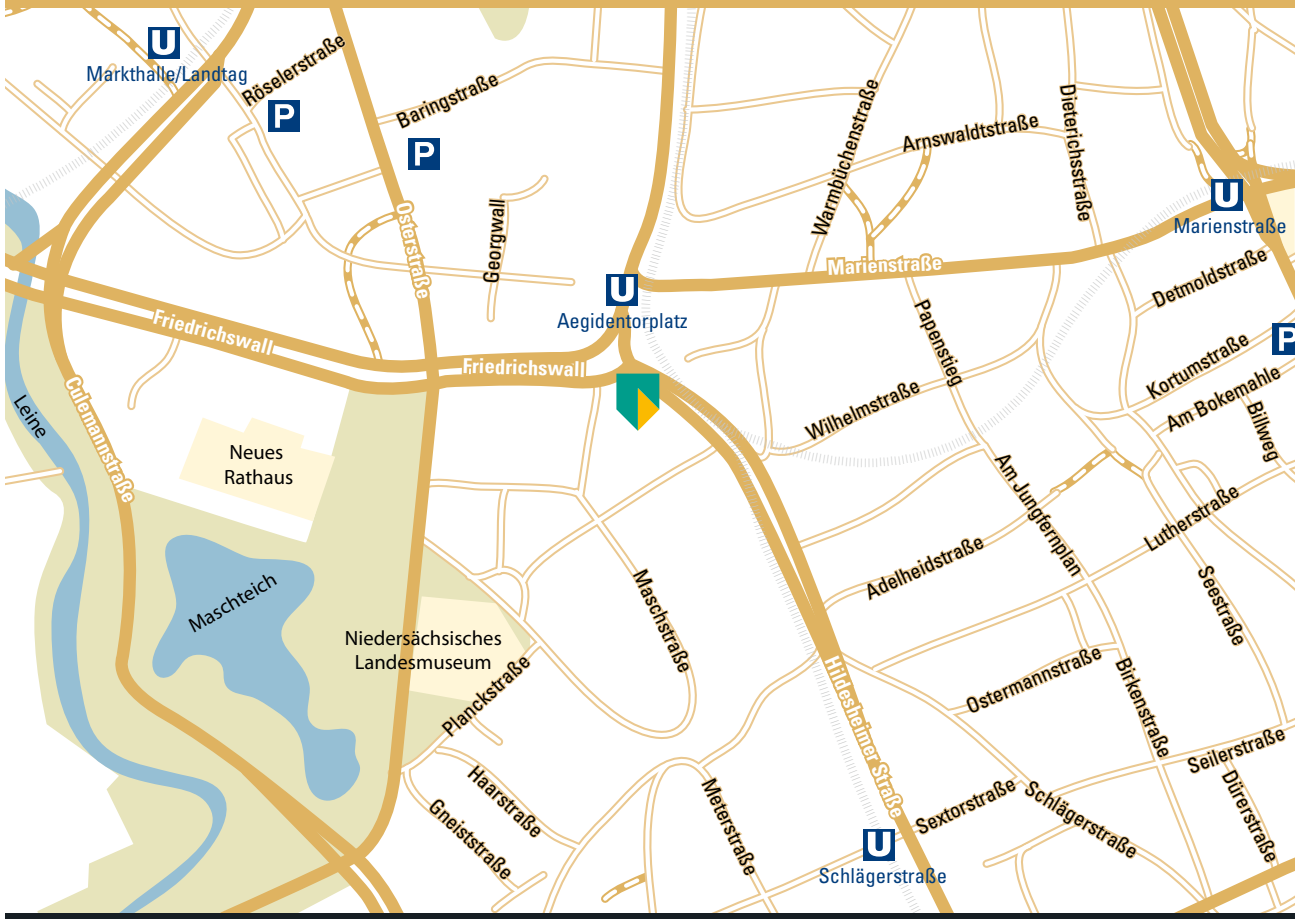 U
Markthalle/Landtag
Röselerstraße
P
Baringstraße
P
Warmbüchenstraße
Arnswaldtstraße
Dieterichsstraße
U
Marienstraße
Osterstraße
Georgwall
Marienstraße
Detmoldstraße
U
Aegidentorplatz
Friedrichswall
Friedrichswall
Papenstieg
P
Kortumstraße
Am Bokemahle
Billweg
Culemannstraße
Leine
Wilhelmstraße
Neues
Rathaus
Am Jungfernplan
Lutherstraße
Adelheidstraße
Seestraße
Maschteich
Maschstraße
Niedersächsisches
Landesmuseum
Planckstraße
Hildesheimer Straße
Ostermannstraße
Birkenstraße
Seilerstraße
Dürerstraße
Haarstraße
Gneiststraße
Meterstraße
Sextorstraße
Schlägerstraße
U
Schlägerstraße